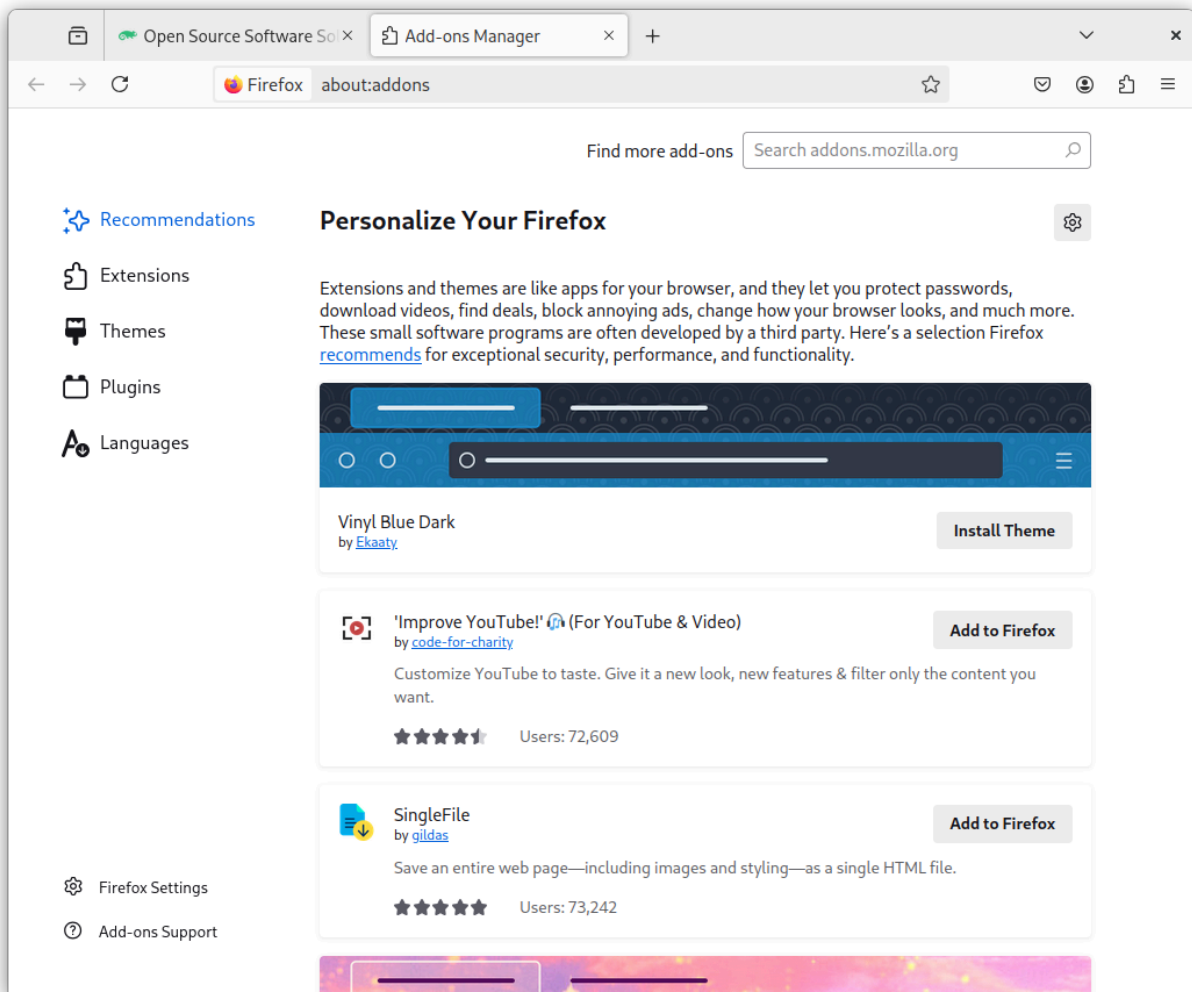 Open Source Software So
Add-ons Manager
Firefox
about:addons
Find more add-ons
Search addons.mozilla.org
Recommendations
Extensions
Themes
Plugins
Languages
Personalize Your Firefox
Extensions and themes are like apps for your browser, and they let you protect passwords,
download videos, find deals, block annoying ads, change how your browser looks, and much more.
These small software programs are often developed by a third party. Here’s a selection Firefox
recommends for exceptional security, performance, and functionality.
Vinyl Blue Dark
by Ekaaty
Install Theme
'Improve YouTube!' 🎧 (For YouTube & Video)
by code-for-charity
Add to Firefox
Customize YouTube to taste. Give it a new look, new features & filter only the content you
want.
Users: 72,609
SingleFile
by gildas
Add to Firefox
Save an entire web page—including images and styling—as a single HTML file.
Users: 73,242
Firefox Settings
Add-ons Support